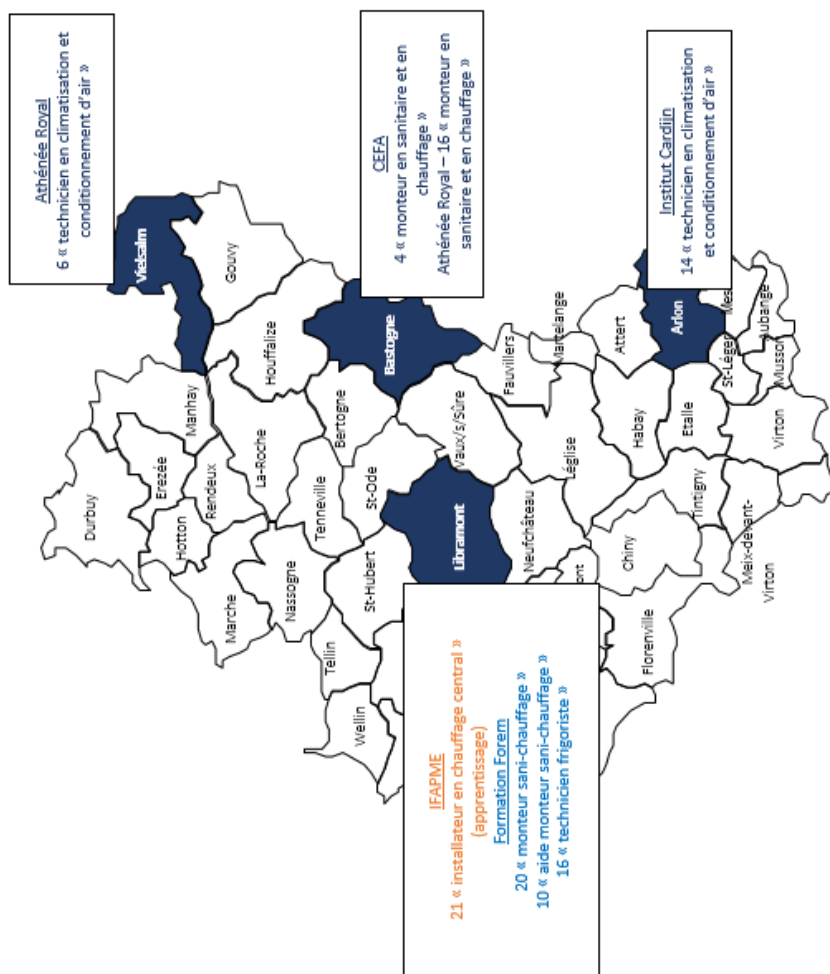 Athénée Royal
6 « technicien en climatisation et
conditionnement d'air »
CEFA
4 « monteur en sanitaire et en
chauffage »
Athénée Royal – 16 « monteur en
sanitaire et en chauffage »
Institut Cardijn
14 « technicien en climatisation
et conditionnement d'air »
IFAPME
21 « installateur en chauffage central »
(apprentissage)
Formation Forem
20 « monteur sani-chauffage »
10 « aide monteur sani-chauffage »
16 « technicien frigoriste »
Durbuy
Erezée
Manhay
Vielsalm
Hotton
Rendeux
Gouvy
Marche
La-Roche
Houffalize
Nassogne
Tenneville
Bertogne
Bastogne
Tellin
St-Hubert
St-Ode
Wellin
Libramont
Vaux/s/Sûre
Fauvillers
Neufchâteau
Martelange
ont
Léglise
Attert
Chiny
Habay
Arlon
Florenville
Tintigny
Etalle
St-Léger
Mes
Meix-devant-
Virton
Virton
Musson
Aubange